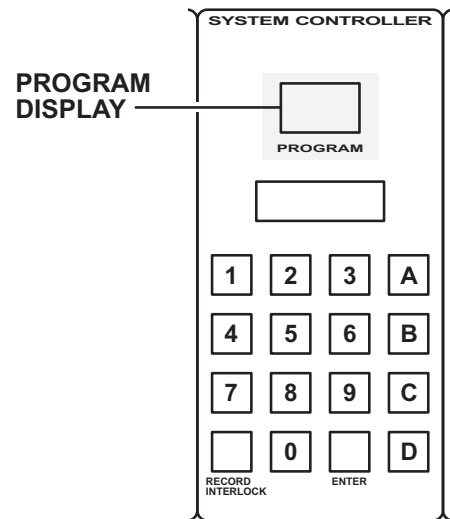 SYSTEM CONTROLLER
PROGRAM
DISPLAY
PROGRAM
1 2 3 A
4 5 6 B
7 8 9 C
0 D
RECORD
INTERLOCK
ENTER